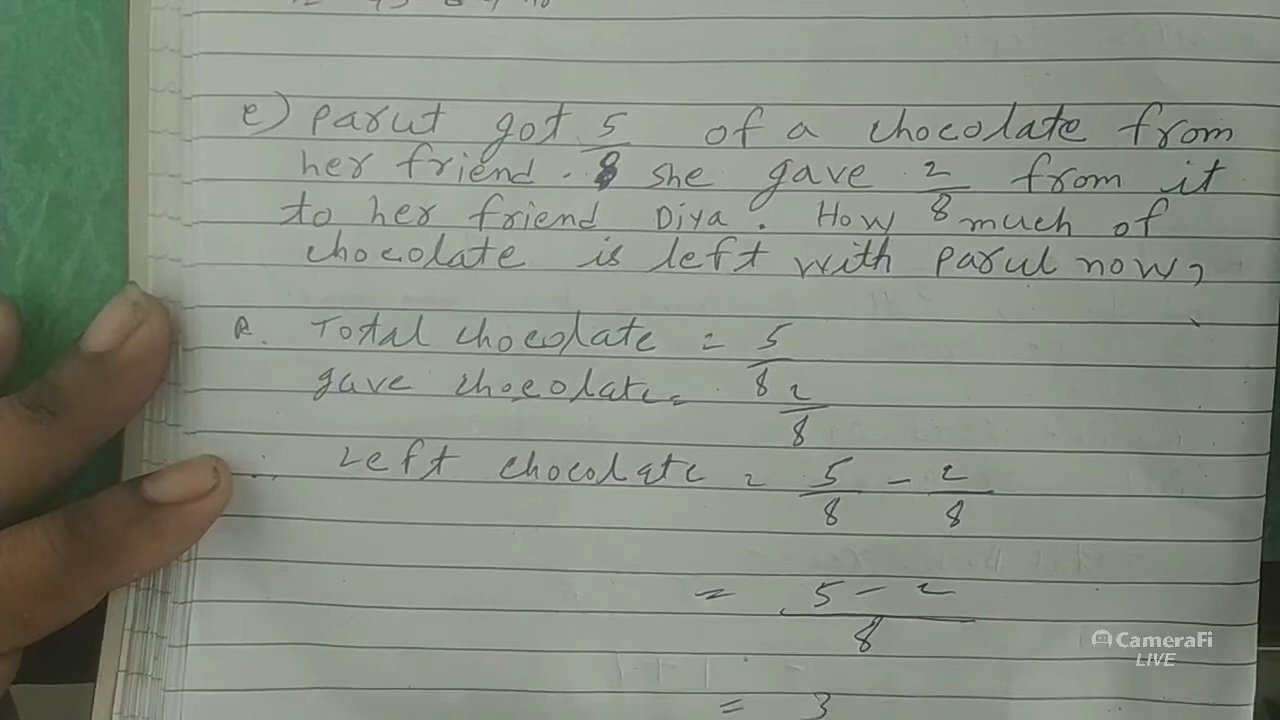 e) Parut got 5/8 of a chocolate from
her friend. she gave 2/8 from it
to her friend Diya. How much of
chocolate is left with parul now?
A. Total chocolate = 5/8
gave chocolate = 2/8
∴ Left chocolate = 5/8 - 2/8
= 5-2/8
= 3
CameraFi
LIVE